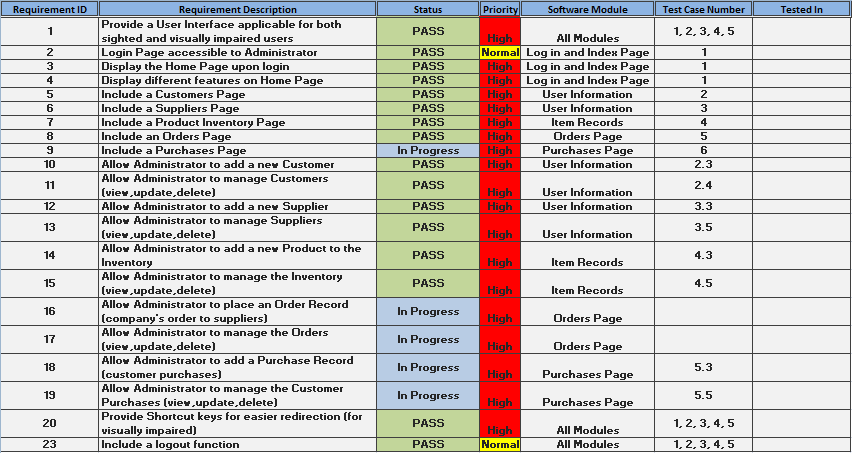 Requirement ID Requirement Description Status Priority Software Module Test Case Number Tested In
1 Provide a User Interface applicable for both sighted and visually impaired users PASS High All Modules 1, 2, 3, 4, 5
2 Login Page accessible to Administrator PASS Normal Log in and Index Page 1
3 Display the Home Page upon login PASS High Log in and Index Page 1
4 Display different features on Home Page PASS High Log in and Index Page 1
5 Include a Customers Page PASS High User Information 2
6 Include a Suppliers Page PASS High User Information 3
7 Include a Product Inventory Page PASS High Item Records 4
8 Include an Orders Page PASS High Orders Page 5
9 Include a Purchases Page In Progress High Purchases Page 6
10 Allow Administrator to add a new Customer PASS High User Information 2.3
11 Allow Administrator to manage Customers (view,update,delete) PASS High User Information 2.4
12 Allow Administrator to add a new Supplier PASS High User Information 3.3
13 Allow Administrator to manage Suppliers (view,update,delete) PASS High User Information 3.5
14 Allow Administrator to add a new Product to the Inventory PASS High Item Records 4.3
15 Allow Administrator to manage the Inventory (view,update,delete) PASS High Item Records 4.5
16 Allow Administrator to place an Order Record (company's order to suppliers) In Progress High Orders Page
17 Allow Administrator to manage the Orders (view,update,delete) In Progress High Orders Page
18 Allow Administrator to add a Purchase Record (customer purchases) In Progress High Purchases Page 5.3
19 Allow Administrator to manage the Customer Purchases (view,update,delete) In Progress High Purchases Page 5.5
20 Provide Shortcut keys for easier redirection (for visually impaired) PASS High All Modules 1, 2, 3, 4, 5
23 Include a logout function PASS Normal All Modules 1, 2, 3, 4, 5